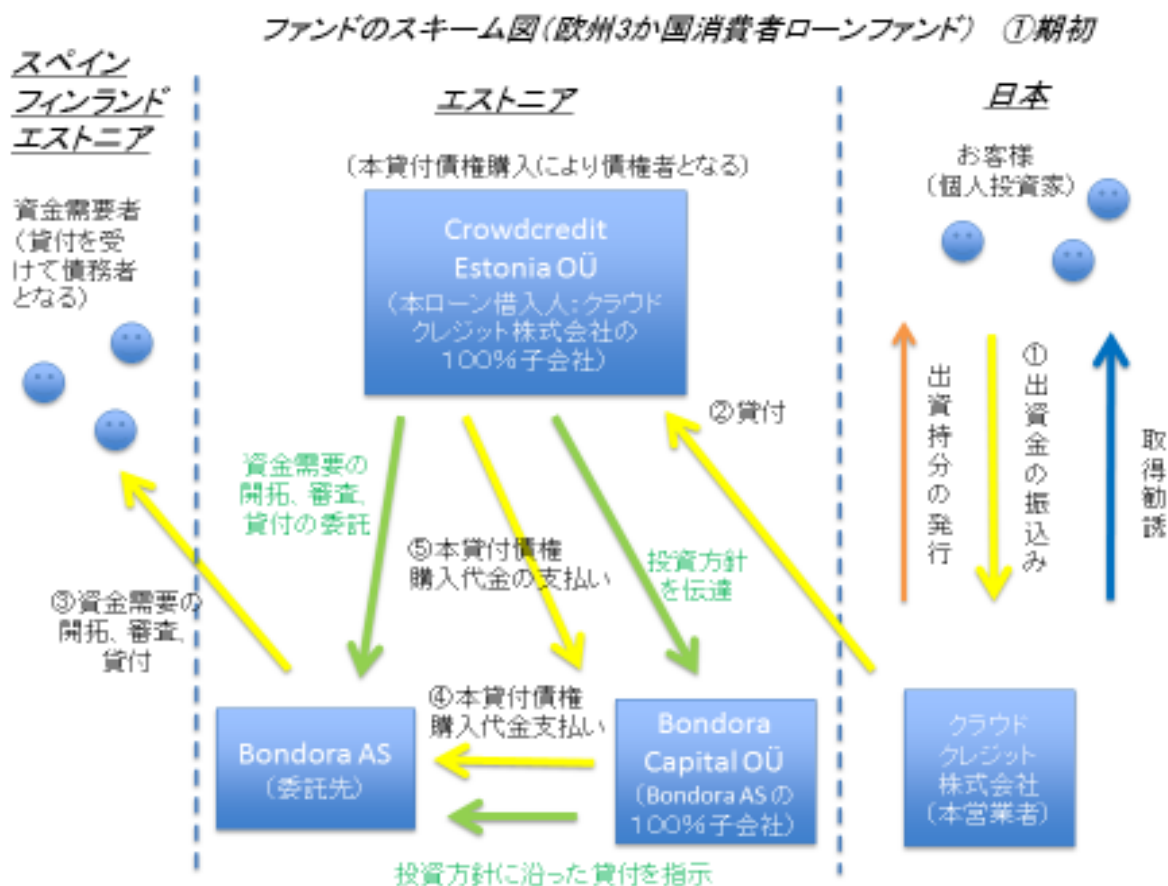 ファンドのスキーム図(欧州3か国消費者ローンファンド) ①期初
スペイン
フィンランド
エストニア
資金需要者
(貸付を受
けて債務者
となる)
③資金需要の
開拓、審査、
貸付
エストニア
(本貸付債権購入により債権者となる)
Crowdcredit
Estonia OÜ
(本ローン借入人:クラウド
クレジット株式会社の
100%子会社)
資金需要の
開拓、審査、
貸付の委託
⑤本貸付債権
購入代金の支払い
投資方針
を伝達
②貸付
Bondora AS
(委託先)
④本貸付債権
購入代金支払い
Bondora
Capital OÜ
(Bondora ASの
100%子会社)
投資方針に沿った貸付を指示
日本
お客様
(個人投資家)
出資持分の発行
①出資金の振込み
取得勧誘
クラウド
クレジット
株式会社
(本営業者)